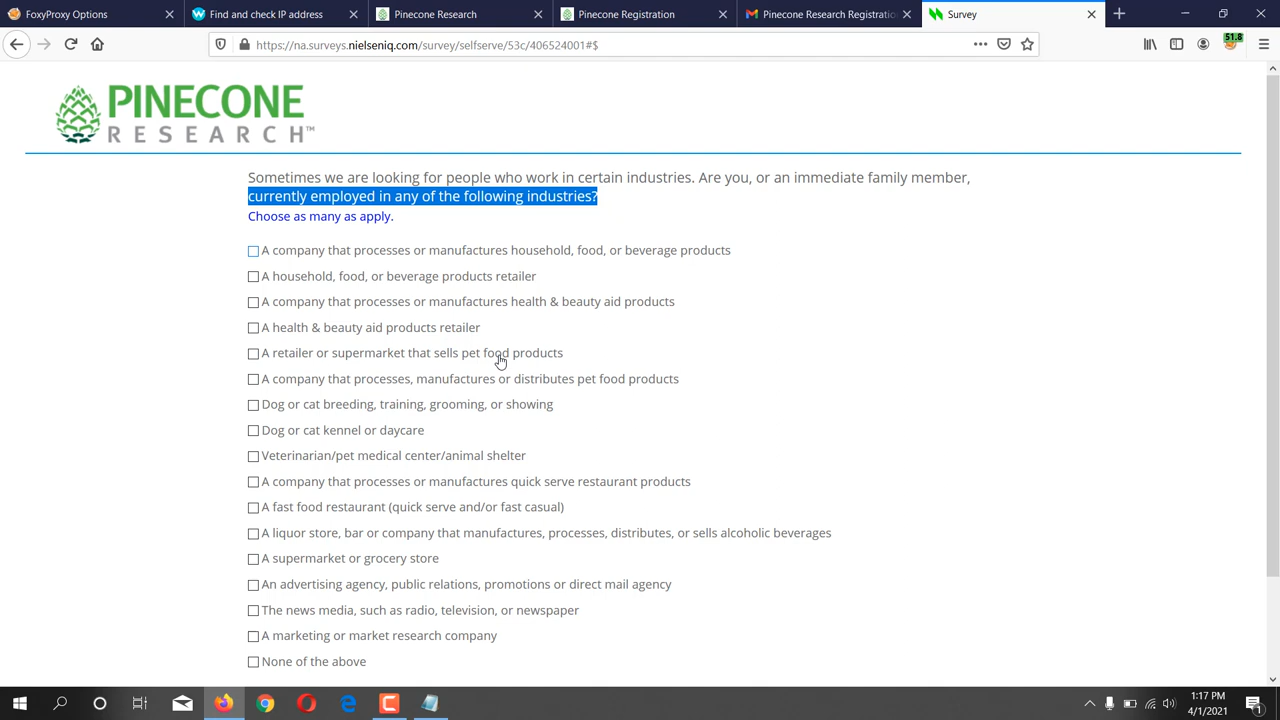 FoxyProxy Options
Find and check IP address
Pinecone Research
Pinecone Registration
Pinecone Research Registratio
Survey
https://na.surveys.nielseniq.com/survey/selfserve/53c/406524001#$
51.8
PINECONE
RESEARCH™
Sometimes we are looking for people who work in certain industries. Are you, or an immediate family member,
currently employed in any of the following industries?
Choose as many as apply.
A company that processes or manufactures household, food, or beverage products
A household, food, or beverage products retailer
A company that processes or manufactures health & beauty aid products
A health & beauty aid products retailer
A retailer or supermarket that sells pet food products
A company that processes, manufactures or distributes pet food products
Dog or cat breeding, training, grooming, or showing
Dog or cat kennel or daycare
Veterinarian/pet medical center/animal shelter
A company that processes or manufactures quick serve restaurant products
A fast food restaurant (quick serve and/or fast casual)
A liquor store, bar or company that manufactures, processes, distributes, or sells alcoholic beverages
A supermarket or grocery store
An advertising agency, public relations, promotions or direct mail agency
The news media, such as radio, television, or newspaper
A marketing or market research company
None of the above
1:17 PM
4/1/2021
1